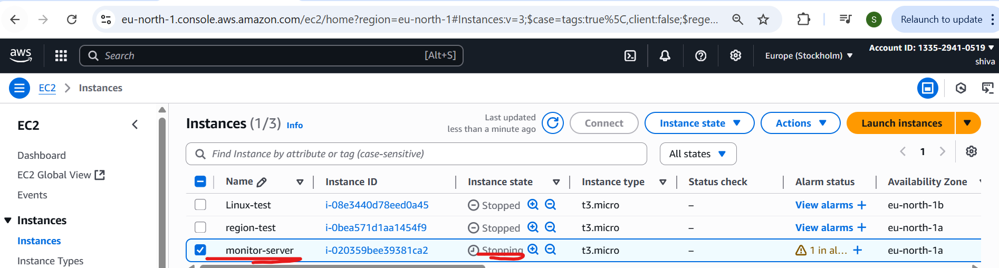 eu-north-1.console.aws.amazon.com/ec2/home?region=eu-north-1#Instances:v=3;$case=tags:true%5C,client:false;$rege...
S
Relaunch to update
aws
Search
[Alt+S]
Europe (Stockholm)
Account ID: 1335-2941-0519
shiva
EC2
Instances
EC2
Dashboard
EC2 Global View
Events
Instances
Instances
Instance Types
Instances (1/3) Info
Last updated
less than a minute ago
Connect
Instance state
Actions
Launch instances
Find Instance by attribute or tag (case-sensitive)
All states
1
Name Instance ID Instance state Instance type Status check Alarm status Availability Zone
Linux-test i-08e3440d78eed0a45 Stopped t3.micro – View alarms + eu-north-1b
region-test i-0bea571d1aa1454f9 Stopped t3.micro – View alarms + eu-north-1a
monitor-server i-020359bee39381ca2 Stopping t3.micro – 1 in al... + eu-north-1a